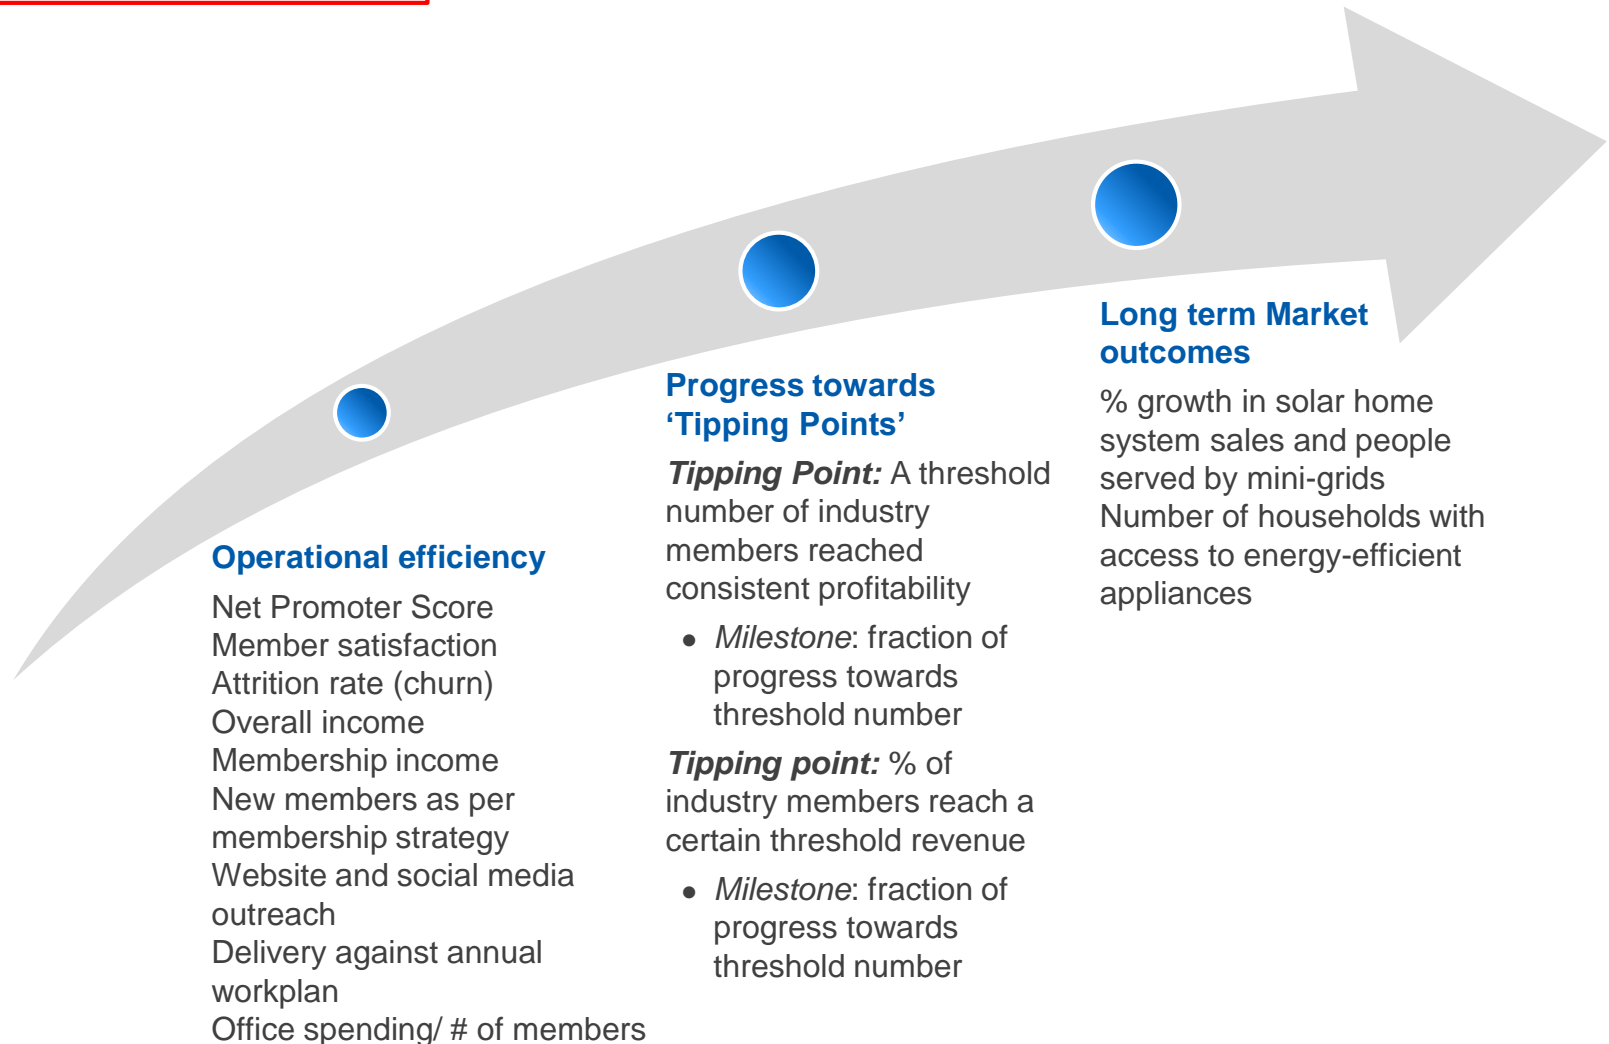 Operational efficiency
Net Promoter Score
Member satisfaction
Attrition rate (churn)
Overall income
Membership income
New members as per
membership strategy
Website and social media
outreach
Delivery against annual
workplan
Office spending/ # of members
Progress towards
‘Tipping Points’
Tipping Point: A threshold
number of industry
members reached
consistent profitability
● Milestone: fraction of
progress towards
threshold number
Tipping point: % of
industry members reach a
certain threshold revenue
● Milestone: fraction of
progress towards
threshold number
Long term Market
outcomes
% growth in solar home
system sales and people
served by mini-grids
Number of households with
access to energy-efficient
appliances